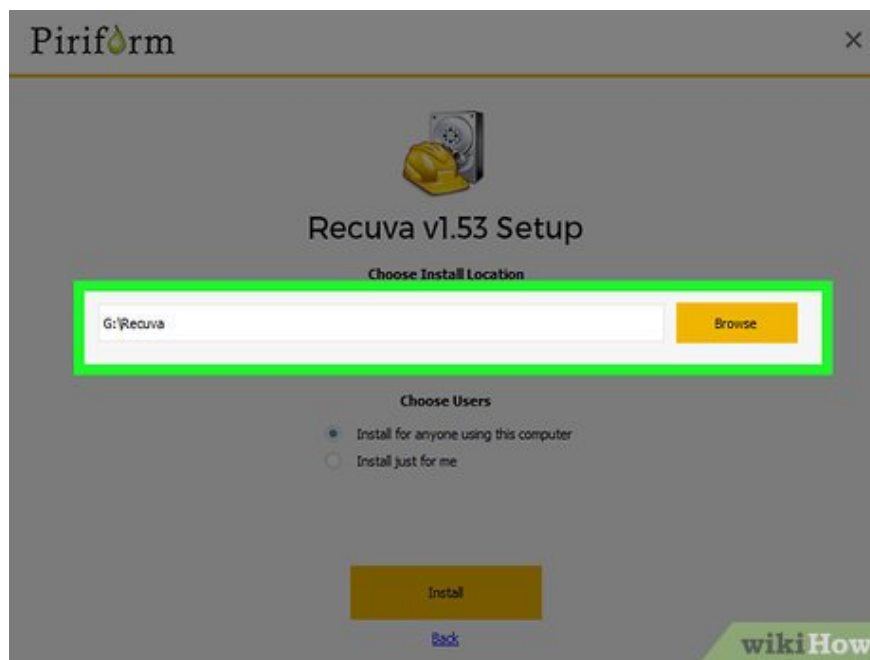 Piriform
Recuva v1.53 Setup
Choose Install Location
G:\Recuva
Browse
Choose Users
Install for anyone using this computer
Install just for me
Install
Back
wikiHow